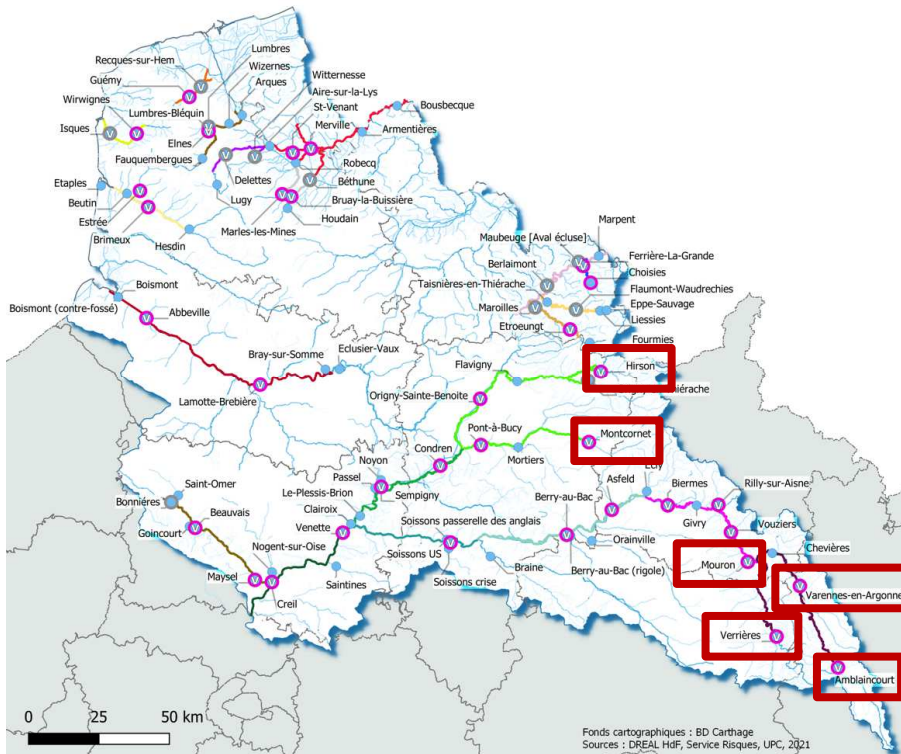 Lumbres
Recques-sur-Hem
Wizernes
Arques
Guémy
Witternesse
Aire-sur-la-Lys
Wirwignes
St-Venant
Bousbecque
Lumbres-Bléquin
Merville
Isques
Elnes
Armentières
Fauquembergues
Robecq
Delettes
Béthune
Etaples
Lugy
Bruay-la-Buissière
Beutin
Houdain
Estrée
Marles-les-Mines
Brimeux
Hesdin
Marpent
Maubeuge [Aval écluse]
Ferrière-La-Grande
Berlaimont
Choisies
Taisnières-en-Thiérache
Flaumont-Waudrechies
Boismont
Eppe-Sauvage
Maroilles
Liessies
Boismont (contre-fossé)
Abbeville
Etroeungt
Fourmies
Bray-sur-Somme
Eclusier-Vaux
Flavigny
Hirson
Lamotte-Brebière
Origny-Sainte-Benoite
Pont-à-Bucy
Montcornet
Condren
Mortiers
Noyon
Passel
Sempigny
Asfeld
Biermes
Rilly-sur-Aisne
Saint-Omer
Le-Plessis-Brion
Berry-au-Bac
Bonniéres
Clairoix
Beauvais
Venette
Soissons passerelle des anglais
Givry
Vouziers
Goincourt
Orainville
Chevières
Nogent-sur-Oise
Soissons US
Mouron
Maysel
Saintines
Braine
Berry-au-Bac (rigole)
Creil
Soissons crise
Varennes-en-Argonne
Verrières
Amblaincourt
0 25 50 km
Fonds cartographiques : BD Carthage
Sources : DREAL HdF, Service Risques, UPC, 2021